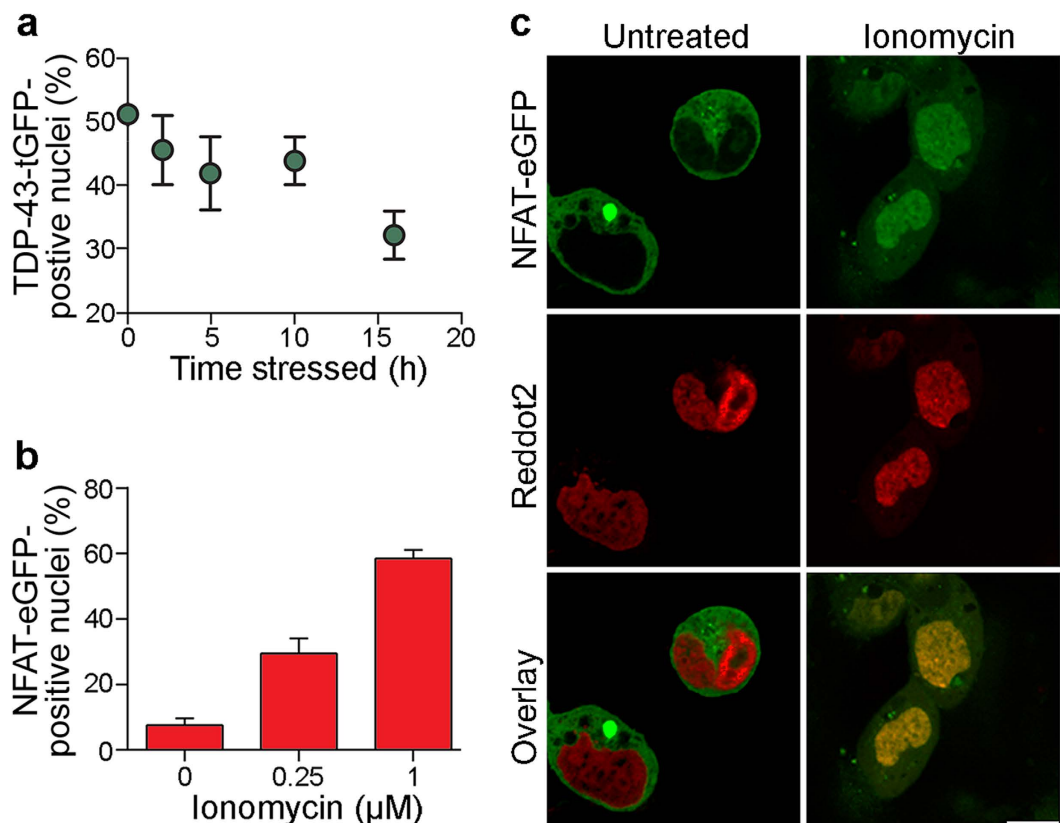 a
TDP-43-tGFP-
postive nuclei (%)
60
50
40
30
20
0
5
10
15
20
Time stressed (h)
b
NFAT-eGFP-
positive nuclei (%)
80
60
40
20
0
0
0.25
1
Ionomycin (µM)
c
Untreated
Ionomycin
NFAT-eGFP
Reddot2
Overlay